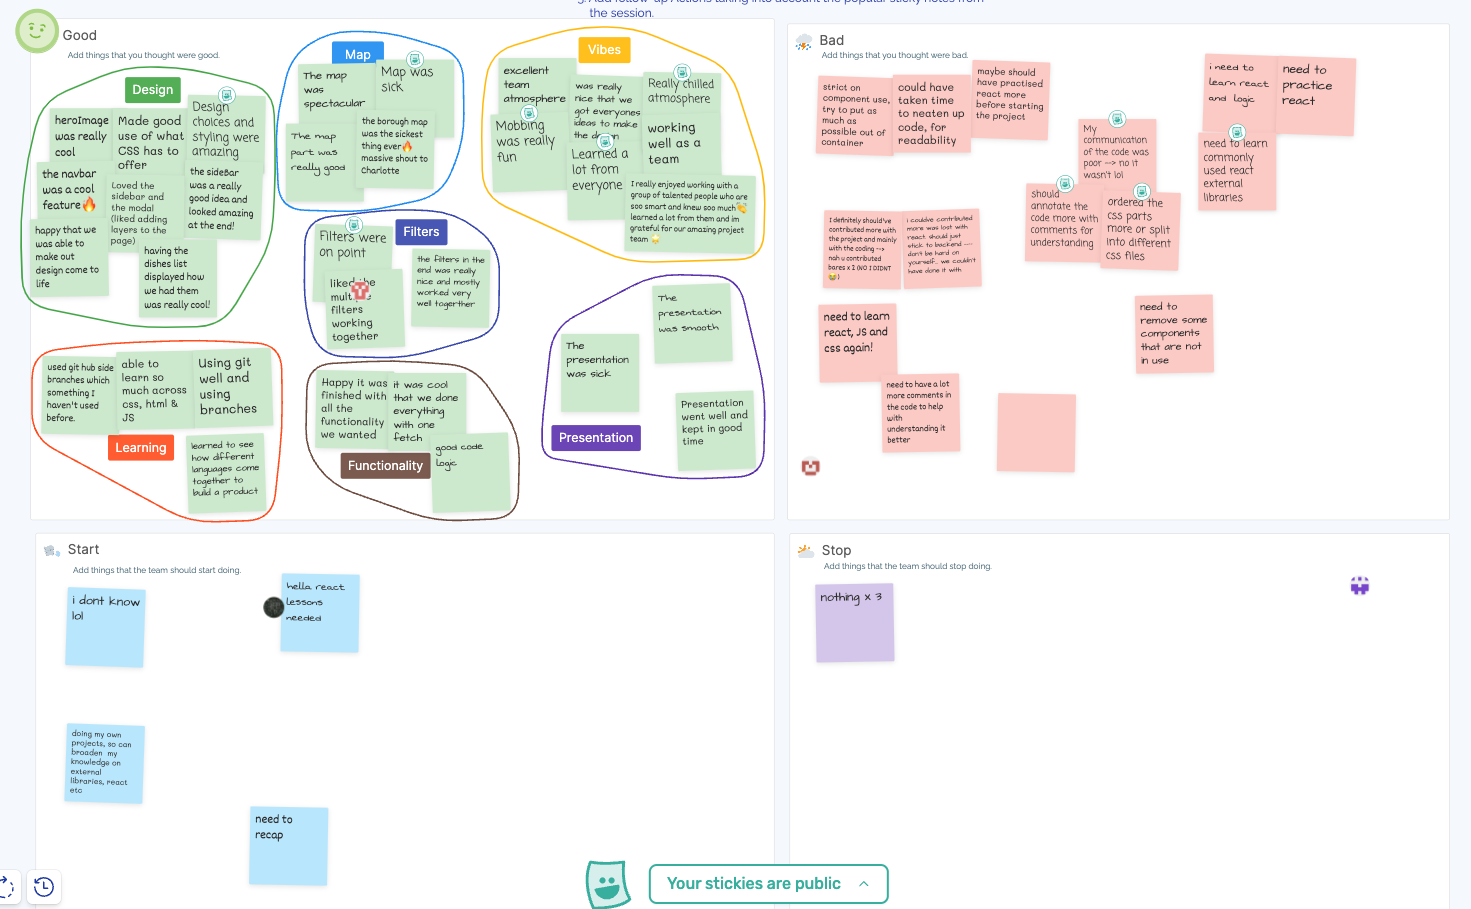 5. Add follow-up Actions taking into account the popular sticky notes from
the session.
Good
Add things that you thought were good.
Design
heroImage
was really
cool
Made good
use of what
CSS has to
offer
Design
choices and
styling were
amazing
the navbar
was a cool
feature🔥
Loved the
sidebar and
the modal
(liked adding
layers to the
page)
the sideBar
was a really
good idea and
looked amazing
at the end!
happy that we
was able to
make out
design come to
life
having the
dishes list
displayed how
we had them
was really cool!
Map
The map
was
spectacular
Map was
sick
The map
part was
really good
the borough map
was the sickest
thing ever🔥
massive shout to
Charlotte
Vibes
excellent
team
atmosphere
was really
nice that we
got everyones
ideas to make
the
Really chilled
atmosphere
Mobbing
was really
fun
Learned a
lot from
everyone
working
well as a
team
I really enjoyed working with a
group of talented people who are
soo smart and knew soo much👏
learned a lot from them and im
grateful for our amazing project
team ⭐
Filters
Filters were
on point
liked the
multiple
filters
working
together
the filters in the
end was really
nice and mostly
worked very
well togerther
Learning
used git hub side
branches which
something I
haven't used
before.
able to
learn so
much across
css, html &
JS
Using git
well and
using
branches
learned to see
how different
languages come
together to
build a product
Functionality
Happy it was
finished with
all the
functionality
we wanted
it was cool
that we done
everything
with one
fetch
good code
logic
Presentation
The
presentation
was smooth
The
presentation
was sick
Presentation
went well and
kept in good
time
Bad
Add things that you thought were bad.
strict on
component use,
try to put as
much as
possible out of
container
could have
taken time
to neaten up
code, for
readability
maybe should
have practised
react more
before starting
the project
i need to
learn react
and logic
need to
practice
react
My
communication
of the code was
poor --> no it
wasn't lol
need to learn
commonly
used react
external
libraries
should
annotate the
code more with
comments for
understanding
ordered the
css parts
more or split
into different
css files
I definitely should've
contributed more with
the project and mainly
with the coding -->
nah u contributed
bares x 2 (NO I DIDNT
😭)
i couldve contributed
more was lost with
react. should just
stick to backend ---
don't be hard on
yourself... we couldn't
have done it with
need to learn
react, JS and
css again!
need to
remove some
components
that are not
in use
need to have a lot
more comments in
the code to help
with
understanding it
better
Start
Add things that the team should start doing.
i dont know
lol
hella react
lessons
needed
doing my own
projects, so can
broaden my
knowledge on
external
libraries, react
etc
need to
recap
Stop
Add things that the team should stop doing.
nothing x 3
Your stickies are public